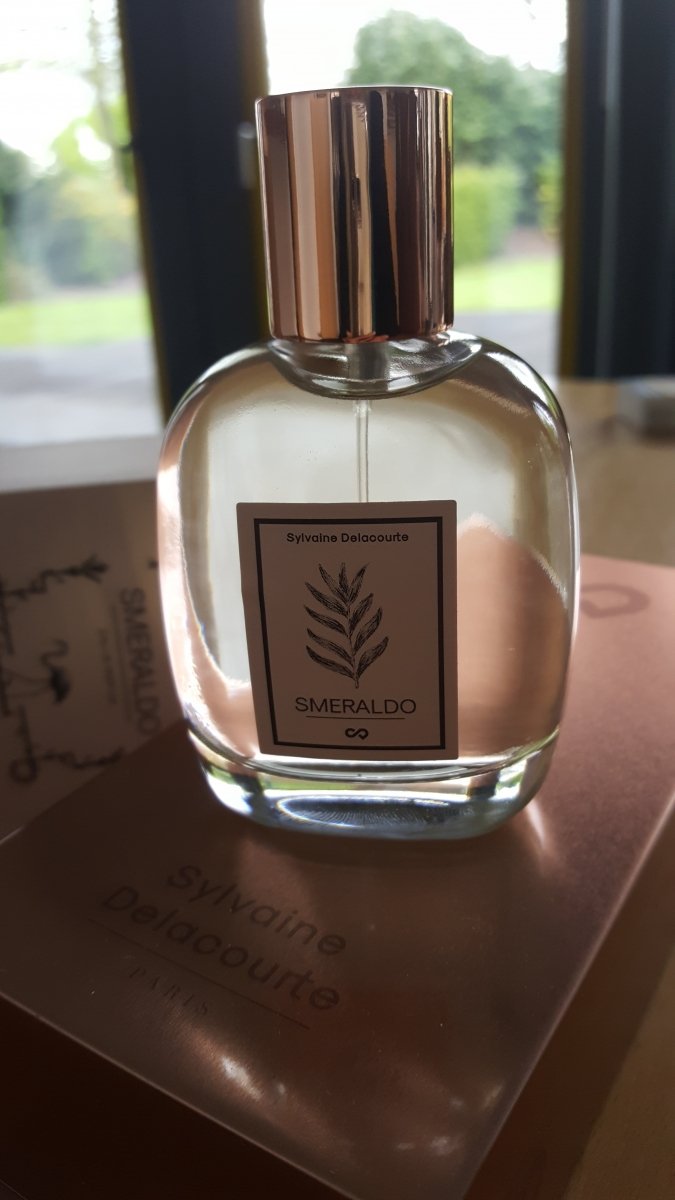 Sylvaine Delacourte
SMERALDO
SMERALDO
Sylvaine
Delacourte
PARIS